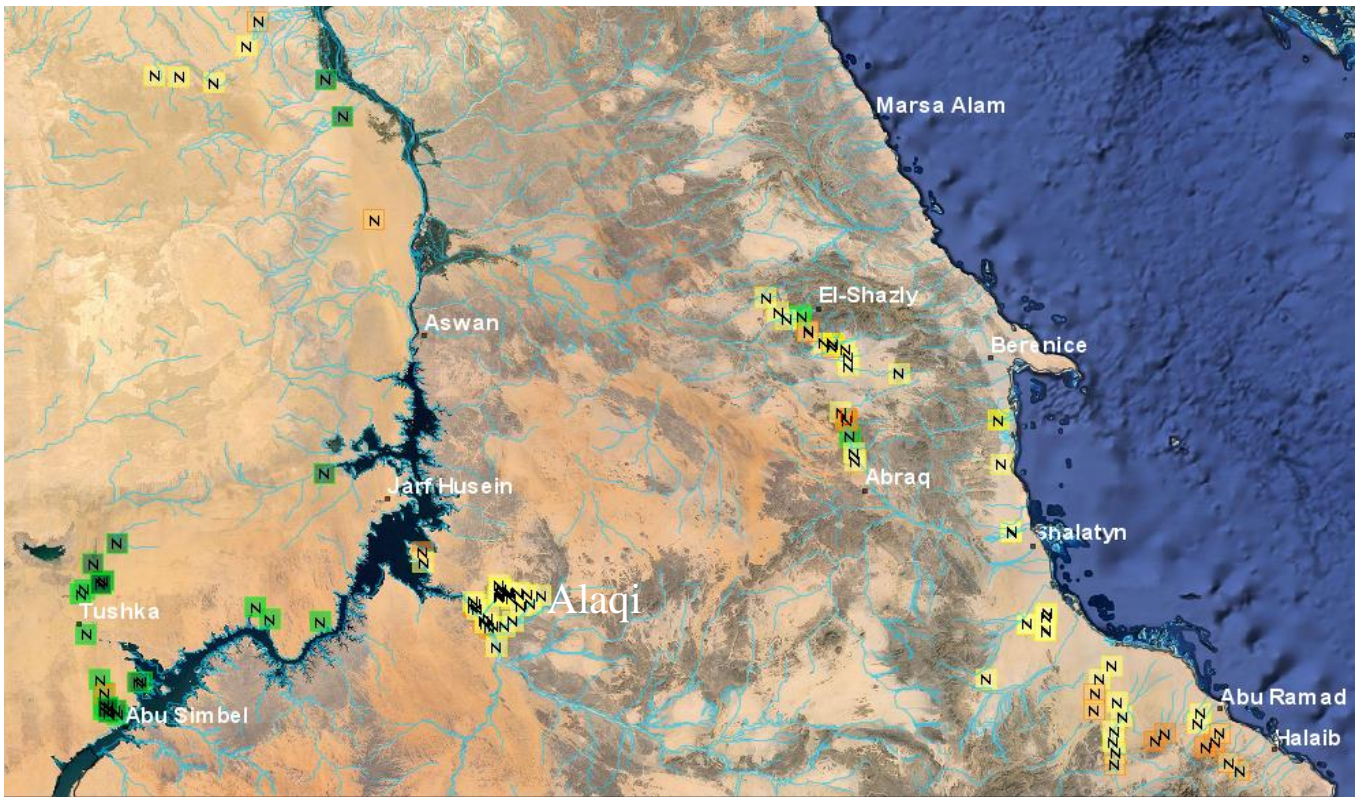 Marsa Alam
El-Shazly
Aswan
Berenice
Abraq
Jarf Husein
Shalatyn
Alaqi
Tushka
Abu Ramad
Abu Simbel
Halaib